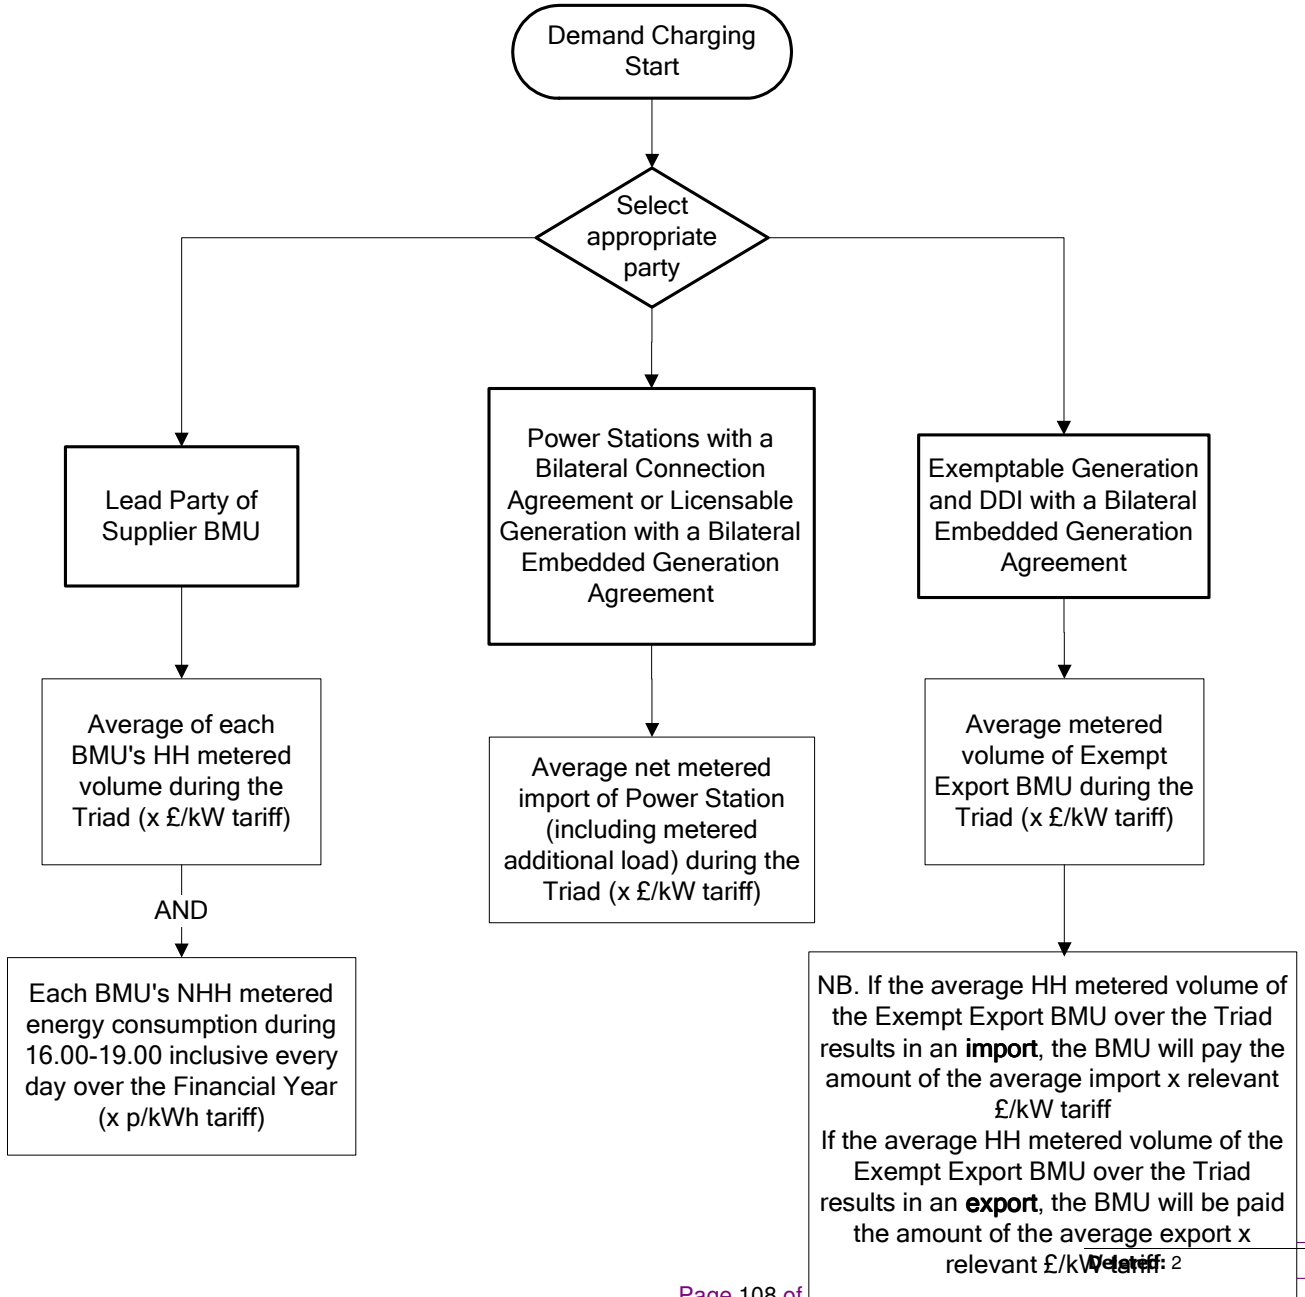 Demand Charging
Start
Select
appropriate
party
Lead Party of
Supplier BMU
Power Stations with a
Bilateral Connection
Agreement or Licensable
Generation with a Bilateral
Embedded Generation
Agreement
Exemptable Generation
and DDI with a Bilateral
Embedded Generation
Agreement
Average of each
BMU's HH metered
volume during the
Triad (x £/kW tariff)
AND
Each BMU's NHH metered
energy consumption during
16.00-19.00 inclusive every
day over the Financial Year
(x p/kWh tariff)
Average net metered
import of Power Station
(including metered
additional load) during the
Triad (x £/kW tariff)
Average metered
volume of Exempt
Export BMU during the
Triad (x £/kW tariff)
NB. If the average HH metered volume of
the Exempt Export BMU over the Triad
results in an import, the BMU will pay the
amount of the average import x relevant
£/kW tariff
If the average HH metered volume of the
Exempt Export BMU over the Triad
results in an export, the BMU will be paid
the amount of the average export x
relevant £/kW tariff
Deleted: 2
Page 108 of